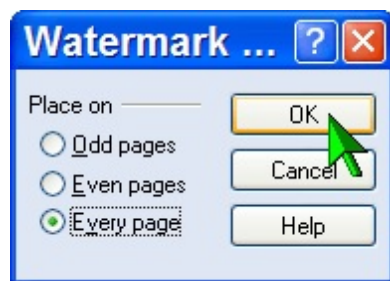 Watermark ...
Place on
Odd pages
Even pages
Every page
OK
Cancel
Help